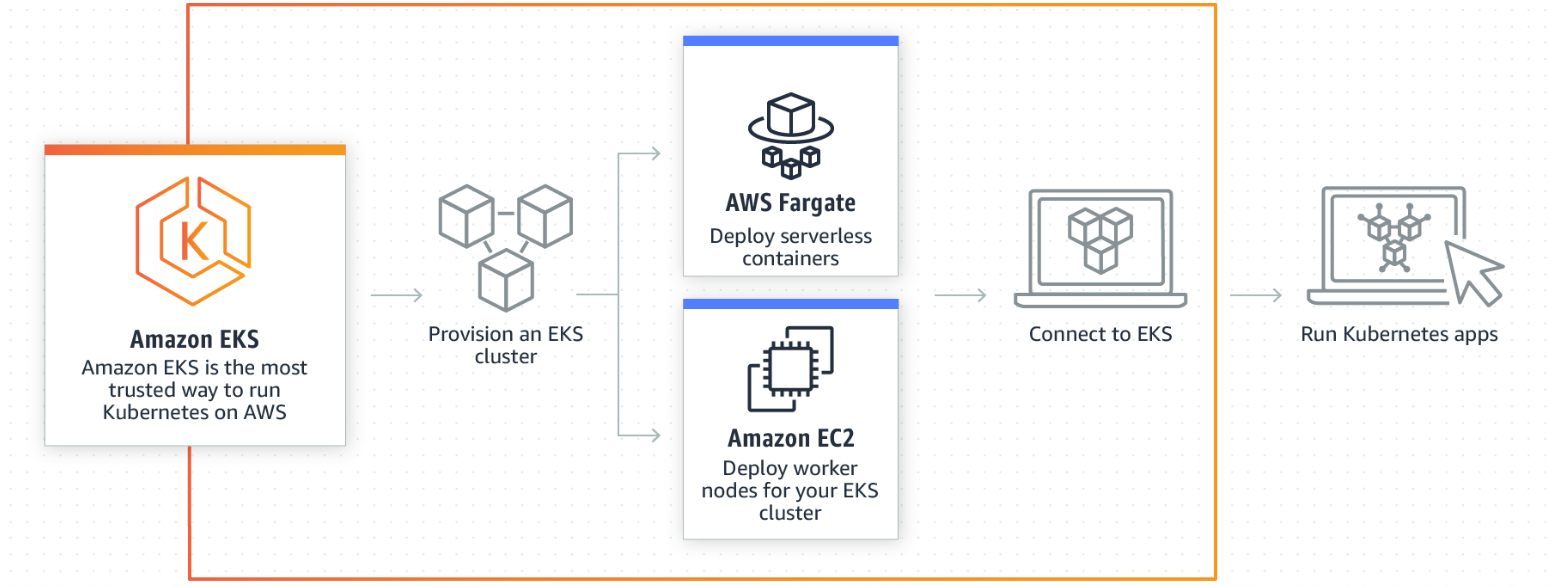 K
Amazon EKS
Amazon EKS is the most
trusted way to run
Kubernetes on AWS
Provision an EKS
cluster
AWS Fargate
Deploy serverless
containers
Amazon EC2
Deploy worker
nodes for your EKS
cluster
Connect to EKS
Run Kubernetes apps